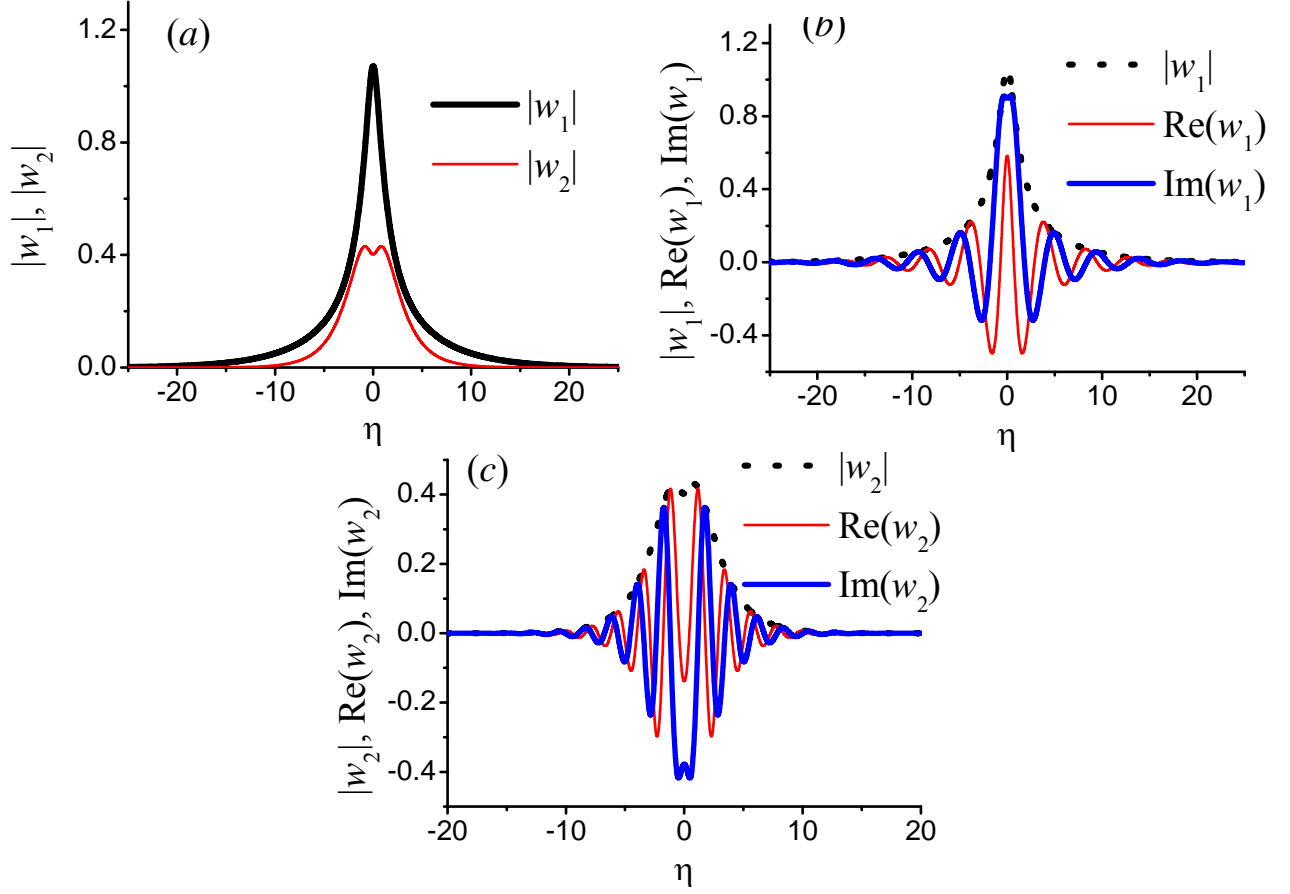 (a)
1.2
0.8
0.4
0.0
|w₁|, |w₂|
|w₁|
|w₂|
-20 -10 0 10 20
η
(b)
1.2
0.8
0.4
0.0
-0.4
|w₁|, Re(w₁), Im(w₁)
|w₁|
Re(w₁)
Im(w₁)
-20 -10 0 10 20
η
(c)
0.4
0.2
0.0
-0.2
-0.4
|w₂|, Re(w₂), Im(w₂)
|w₂|
Re(w₂)
Im(w₂)
-20 -10 0 10 20
η